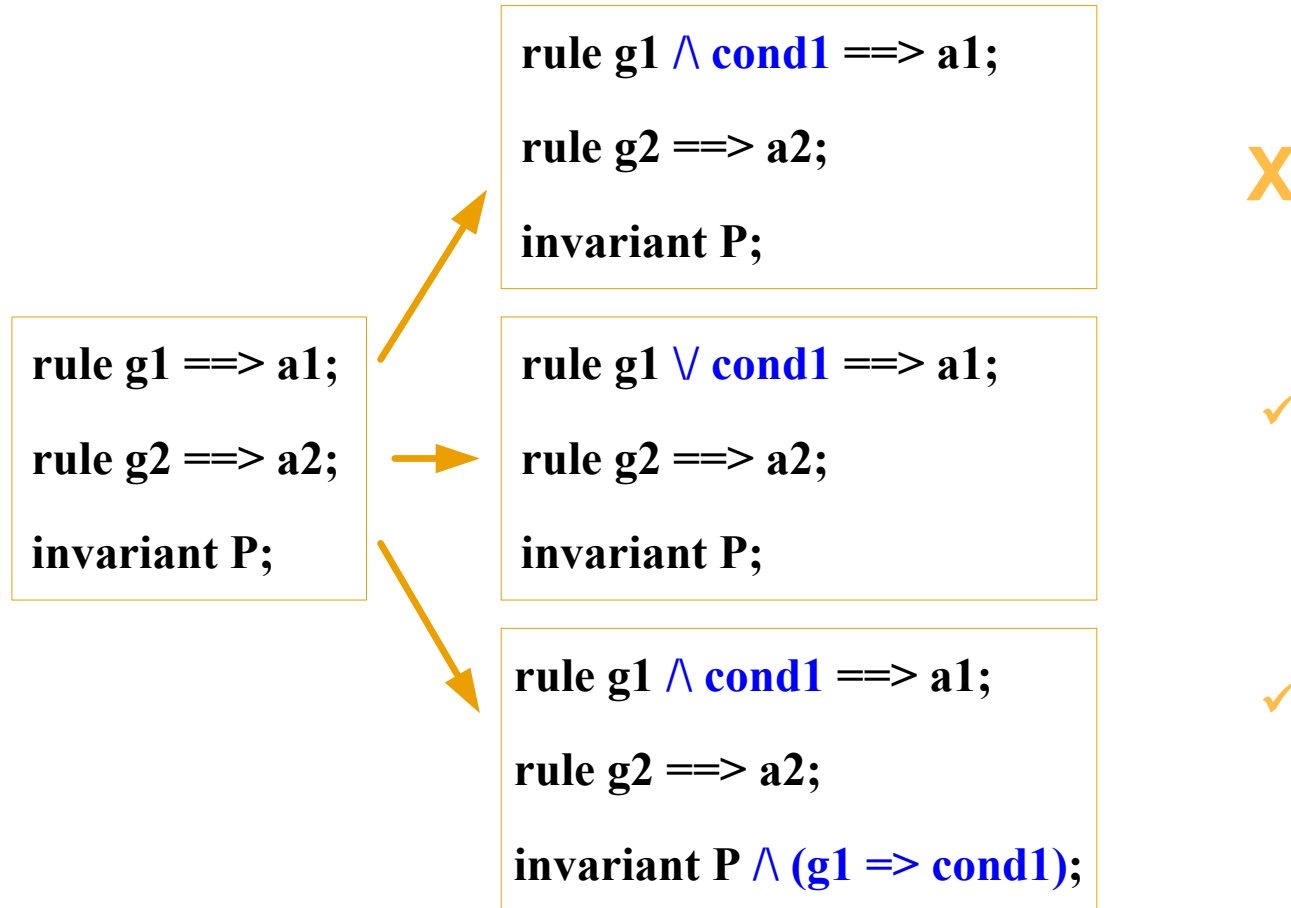 rule g1 ==> a1;
rule g2 ==> a2;
invariant P;
rule g1 /\ cond1 ==> a1;
rule g2 ==> a2;
invariant P;
X
rule g1 \/ cond1 ==> a1;
rule g2 ==> a2;
invariant P;
✓
rule g1 /\ cond1 ==> a1;
rule g2 ==> a2;
invariant P /\ (g1 => cond1);
✓